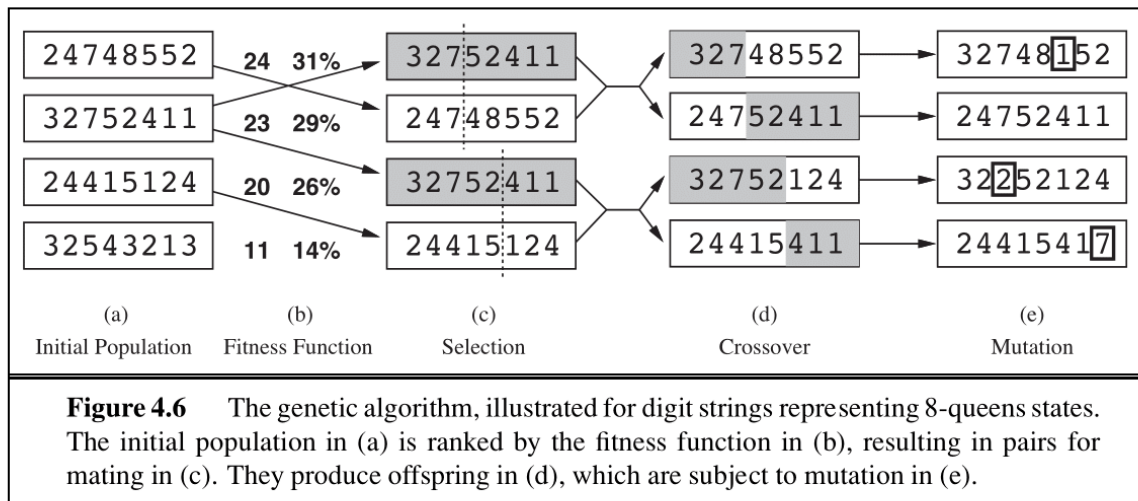 24748552 24 31% 32752411 32748552 32748152
32752411 23 29% 24748552 24752411 24752411
24415124 20 26% 32752411 32752124 32252124
32543213 11 14% 24415124 24415411 24415417
(a) (b) (c) (d) (e)
Initial Population Fitness Function Selection Crossover Mutation
Figure 4.6 The genetic algorithm, illustrated for digit strings representing 8-queens states.
The initial population in (a) is ranked by the fitness function in (b), resulting in pairs for
mating in (c). They produce offspring in (d), which are subject to mutation in (e).